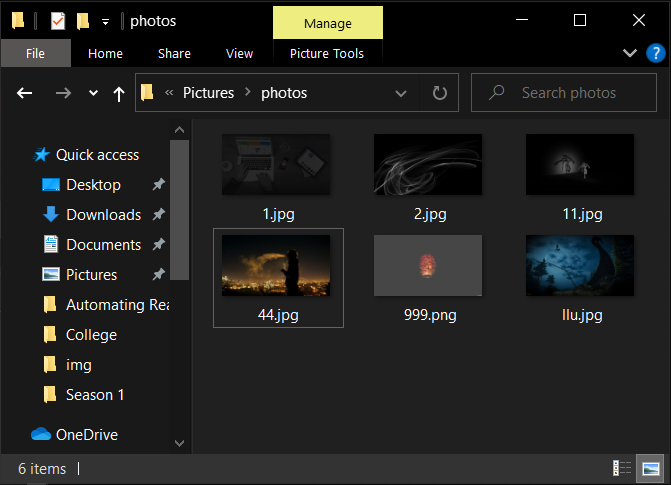 photos
Manage
File
Home
Share
View
Picture Tools
Pictures
photos
Search photos
Quick access
Desktop
Downloads
Documents
Pictures
Automating Rea
College
img
Season 1
OneDrive
1.jpg
2.jpg
11.jpg
44.jpg
999.png
llu.jpg
6 items